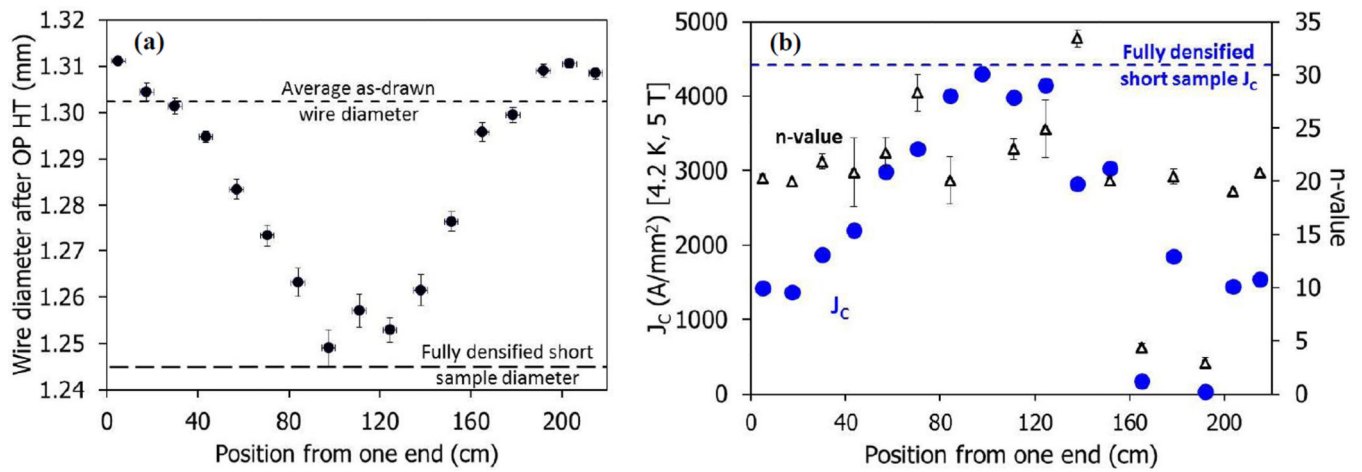 (a)
Wire diameter after OP HT (mm)
1.32
1.31
1.30
1.29
1.28
1.27
1.26
1.25
1.24
Average as-drawn
wire diameter
Fully densified short
sample diameter
0
40
80
120
160
200
Position from one end (cm)
(b)
J_C (A/mm²) [4.2 K, 5 T]
5000
4000
3000
2000
1000
0
Fully densified
short sample J_C
n-value
J_C
35
30
25
20
15
10
5
0
n-value
0
40
80
120
160
200
Position from one end (cm)